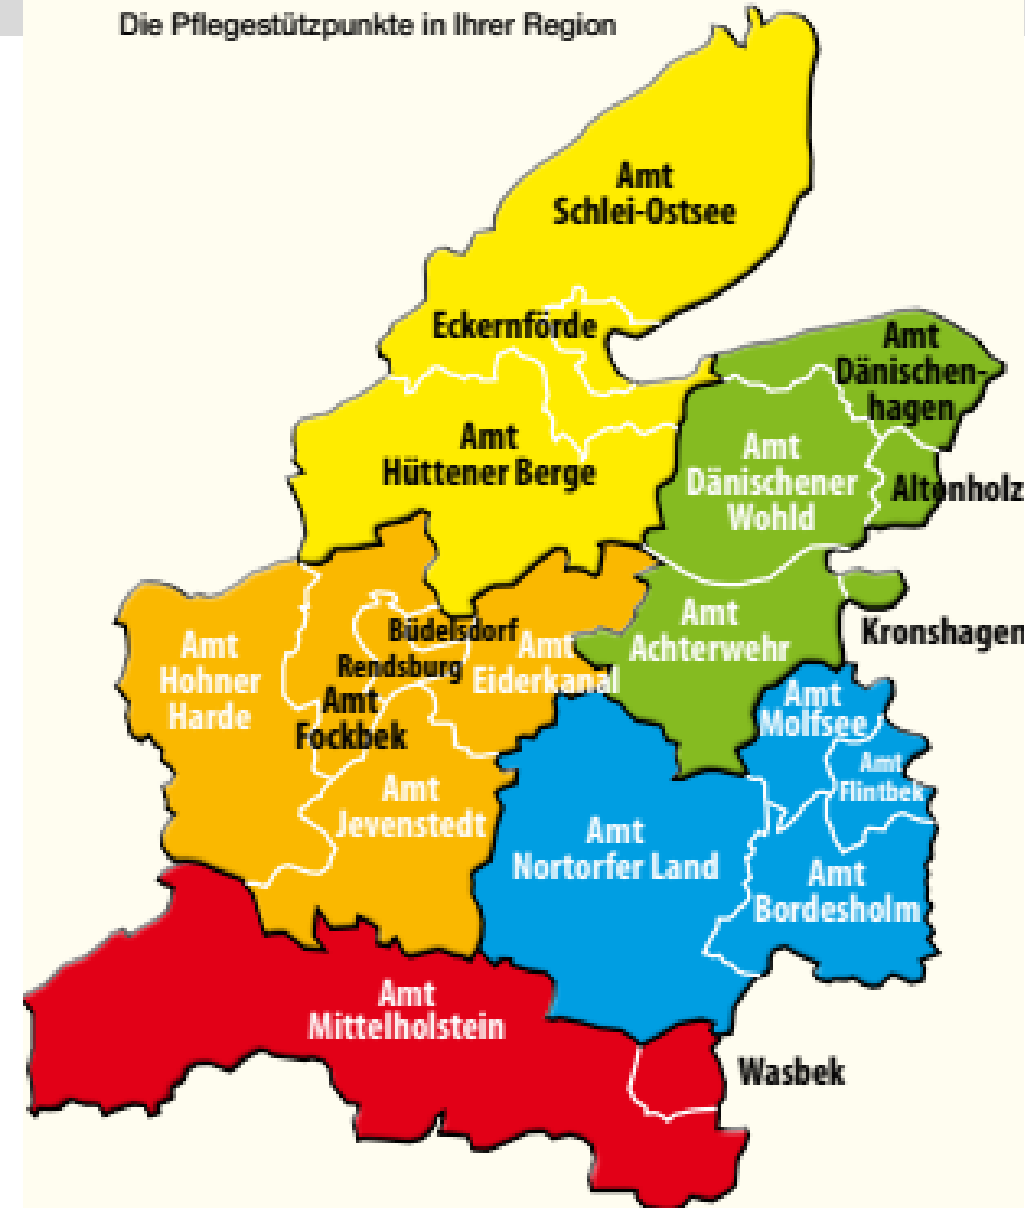 Die Pflegestützpunkte in Ihrer Region
Amt
Schlei-Ostsee
Eckernförde
Amt
Dänischen-
hagen
Amt
Hüttener Berge
Amt
Dänischener
Wohld
Altenholz
Amt
Achterwehr
Kronshagen
Büdelsdorf
Rendsburg
Amt
Eiderkanal
Amt
Hohner
Harde
Amt
Fockbek
Amt
Molfsee
Amt
Flintbek
Amt
Jevenstedt
Amt
Nortorfer Land
Amt
Bordesholm
Amt
Mittelholstein
Wasbek